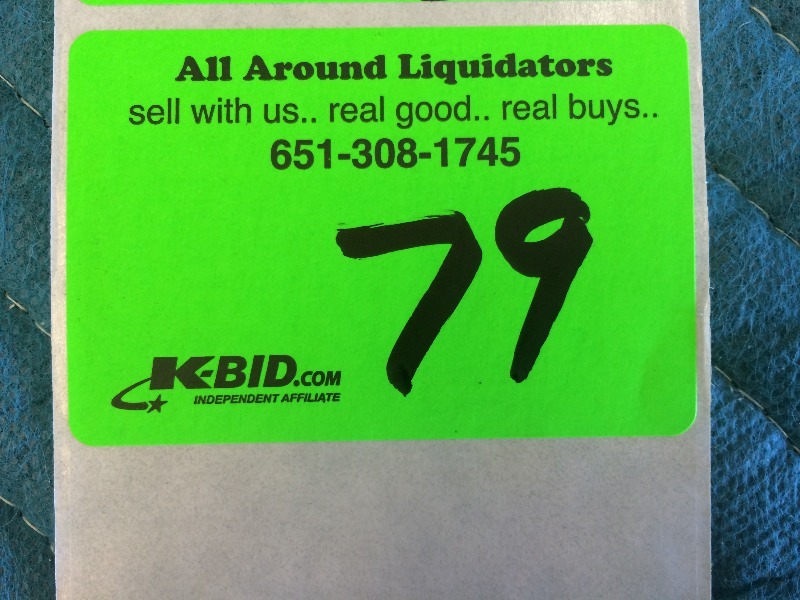 All Around Liquidators
sell with us.. real good.. real buys..
651-308-1745
79
K-BID.COM
INDEPENDENT AFFILIATE